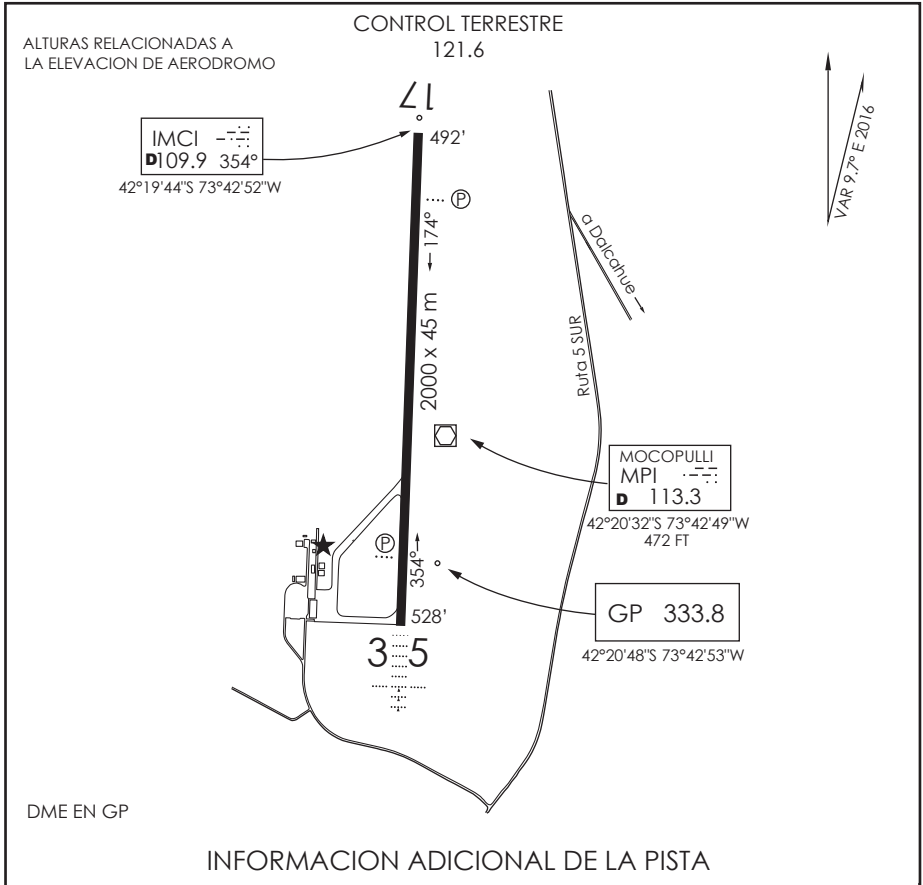 CONTROL TERRESTRE
121.6
ALTURAS RELACIONADAS A
LA ELEVACION DE AERODROMO
17
492'
IMCI
D109.9 354°
42°19'44"S 73°42'52"W
P
174°
2000 x 45 m
VAR 9.7° E 2016
a Dalcahue
Ruta 5 SUR
MOCOPULLI
MPI
D 113.3
42°20'32"S 73°42'49"W
472 FT
P
354°
528'
GP 333.8
42°20'48"S 73°42'53"W
35
DME EN GP
INFORMACION ADICIONAL DE LA PISTA